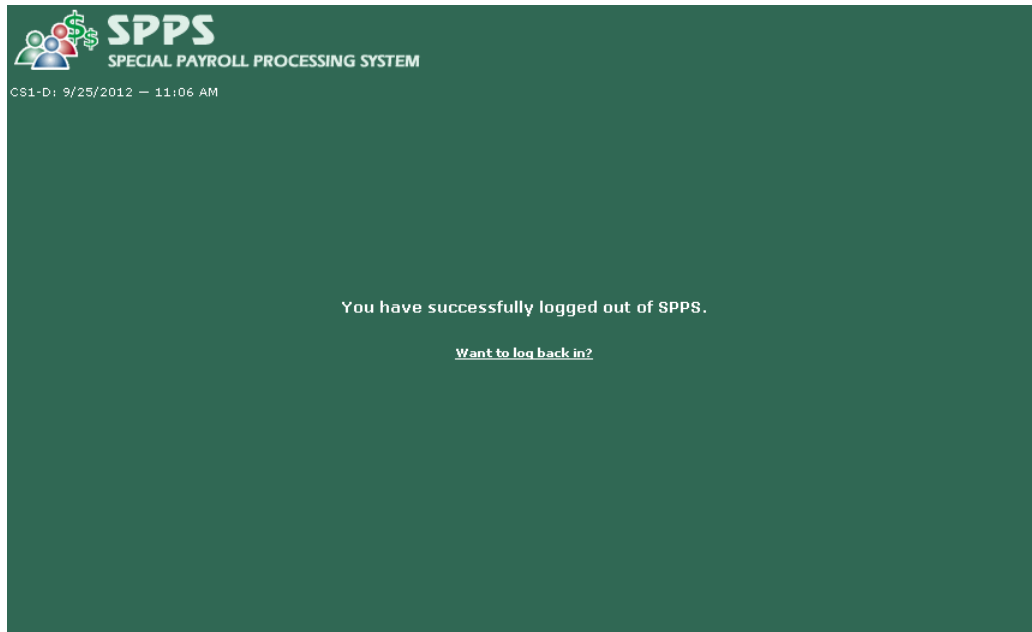 SPPS
SPECIAL PAYROLL PROCESSING SYSTEM
CS1-D: 9/25/2012 — 11:06 AM
You have successfully logged out of SPPS.
Want to log back in?